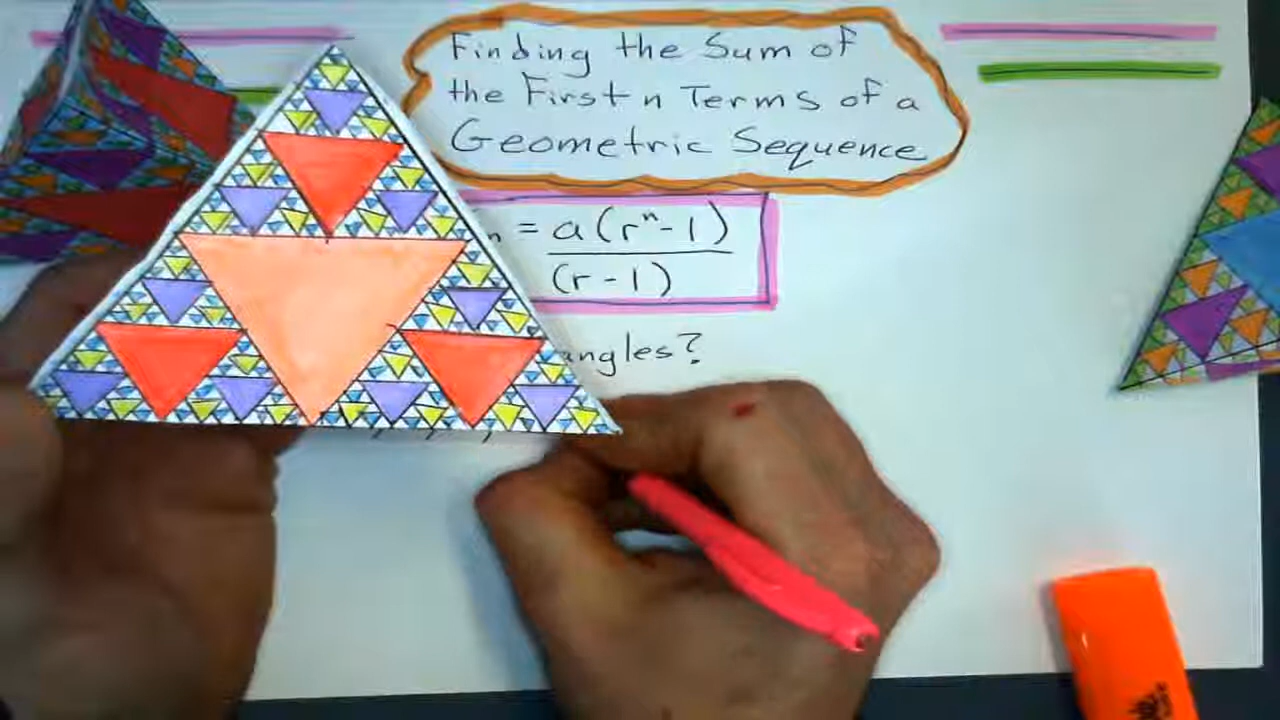 Finding the Sum of
the First n Terms of a
Geometric Sequence
n = a(rⁿ-1)
(r-1)
angles?